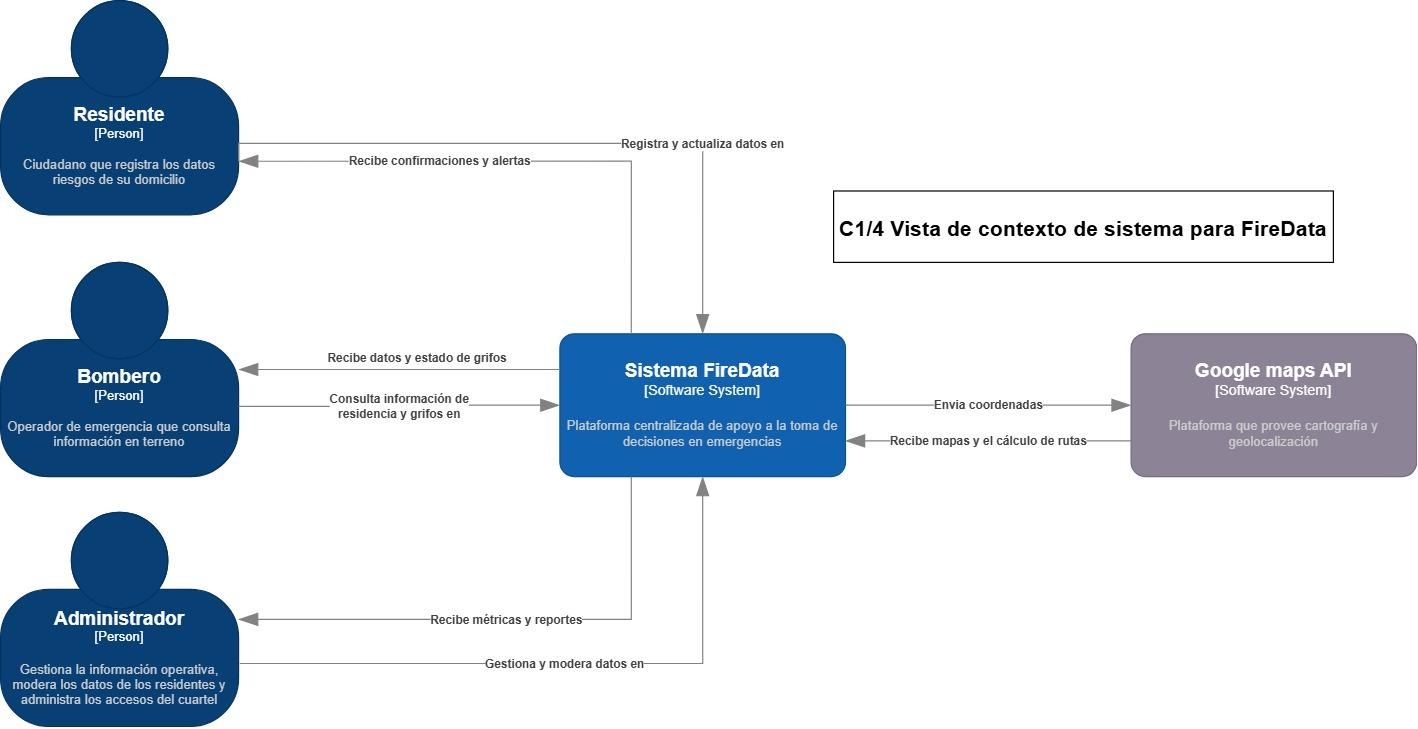 Residente
[Person]
Ciudadano que registra los datos
riesgos de su domicilio
Registra y actualiza datos en
Recibe confirmaciones y alertas
C1/4 Vista de contexto de sistema para FireData
Bombero
[Person]
Operador de emergencia que consulta
información en terreno
Recibe datos y estado de grifos
Consulta información de
residencia y grifos en
Sistema FireData
[Software System]
Plataforma centralizada de apoyo a la toma de
decisiones en emergencias
Envia coordenadas
Recibe mapas y el cálculo de rutas
Google maps API
[Software System]
Plataforma que provee cartografía y
geolocalización
Administrador
[Person]
Gestiona la información operativa,
modera los datos de los residentes y
administra los accesos del cuartel
Recibe métricas y reportes
Gestiona y modera datos en